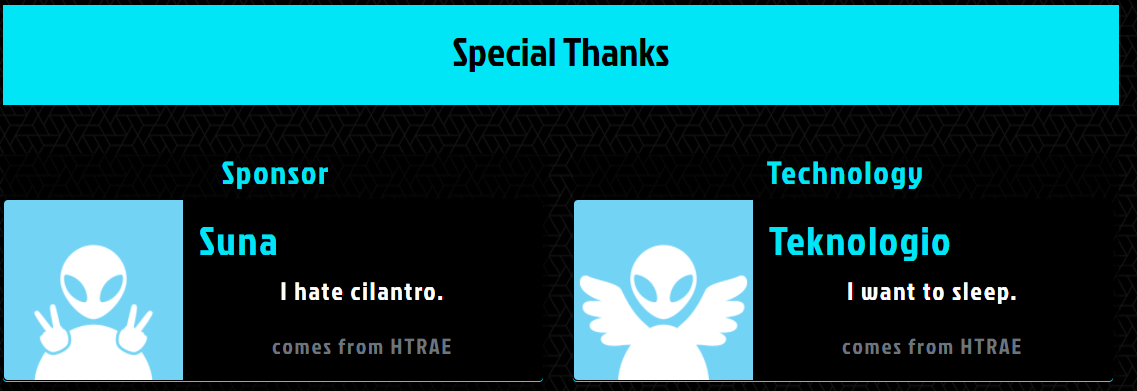 Special Thanks
Sponsor
Suna
I hate cilantro.
comes from HTRAE
Technology
Teknologio
I want to sleep.
comes from HTRAE